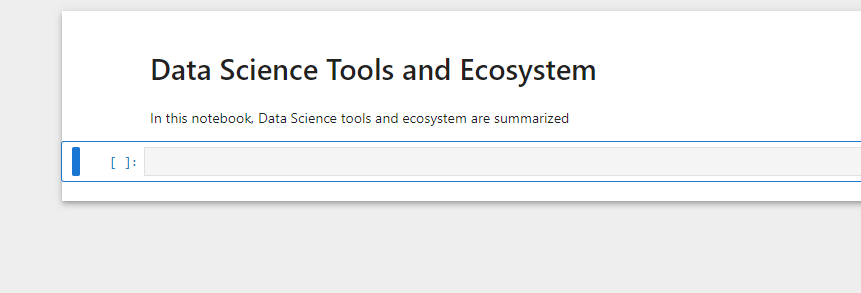 Data Science Tools and Ecosystem
In this notebook, Data Science tools and ecosystem are summarized
[ ]: